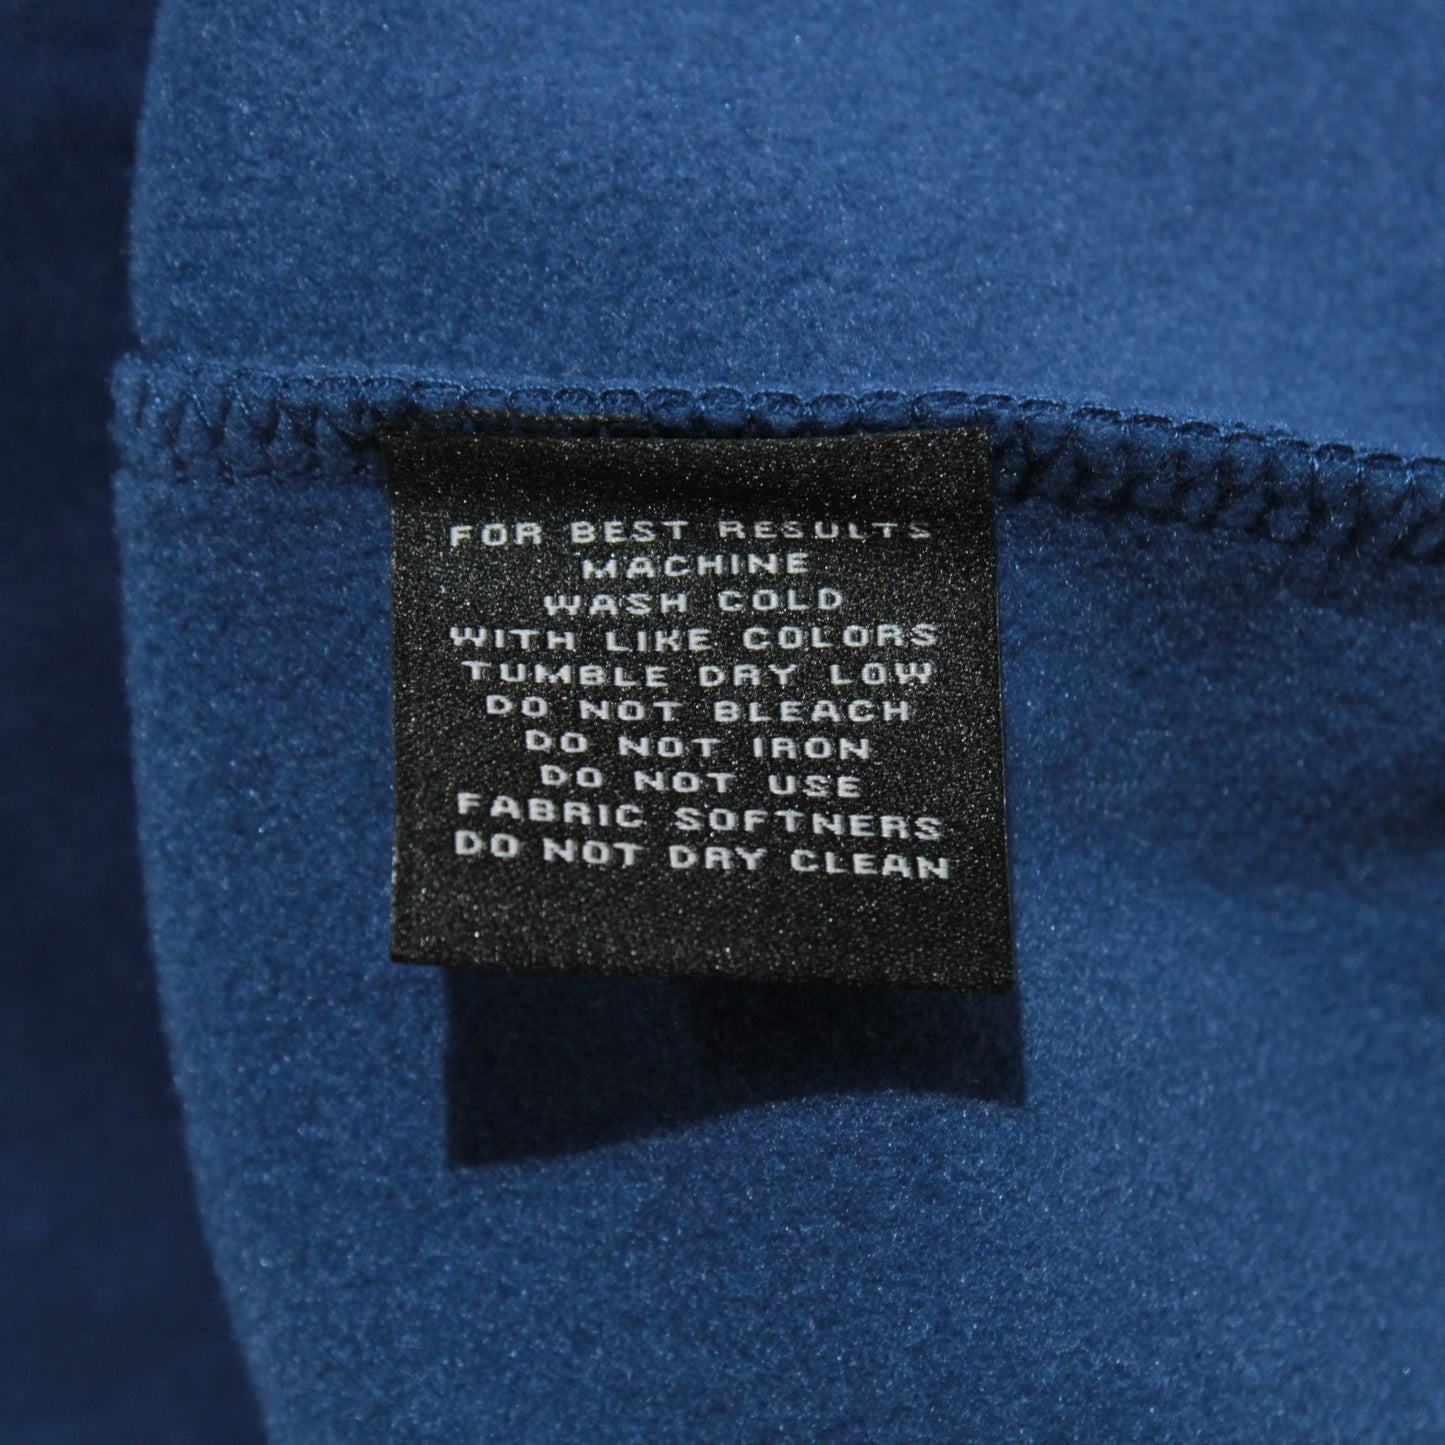 FOR BEST RESULTS
MACHINE
WASH COLD
WITH LIKE COLORS
TUMBLE DRY LOW
DO NOT BLEACH
DO NOT IRON
DO NOT USE
FABRIC SOFTNERS
DO NOT DRY CLEAN